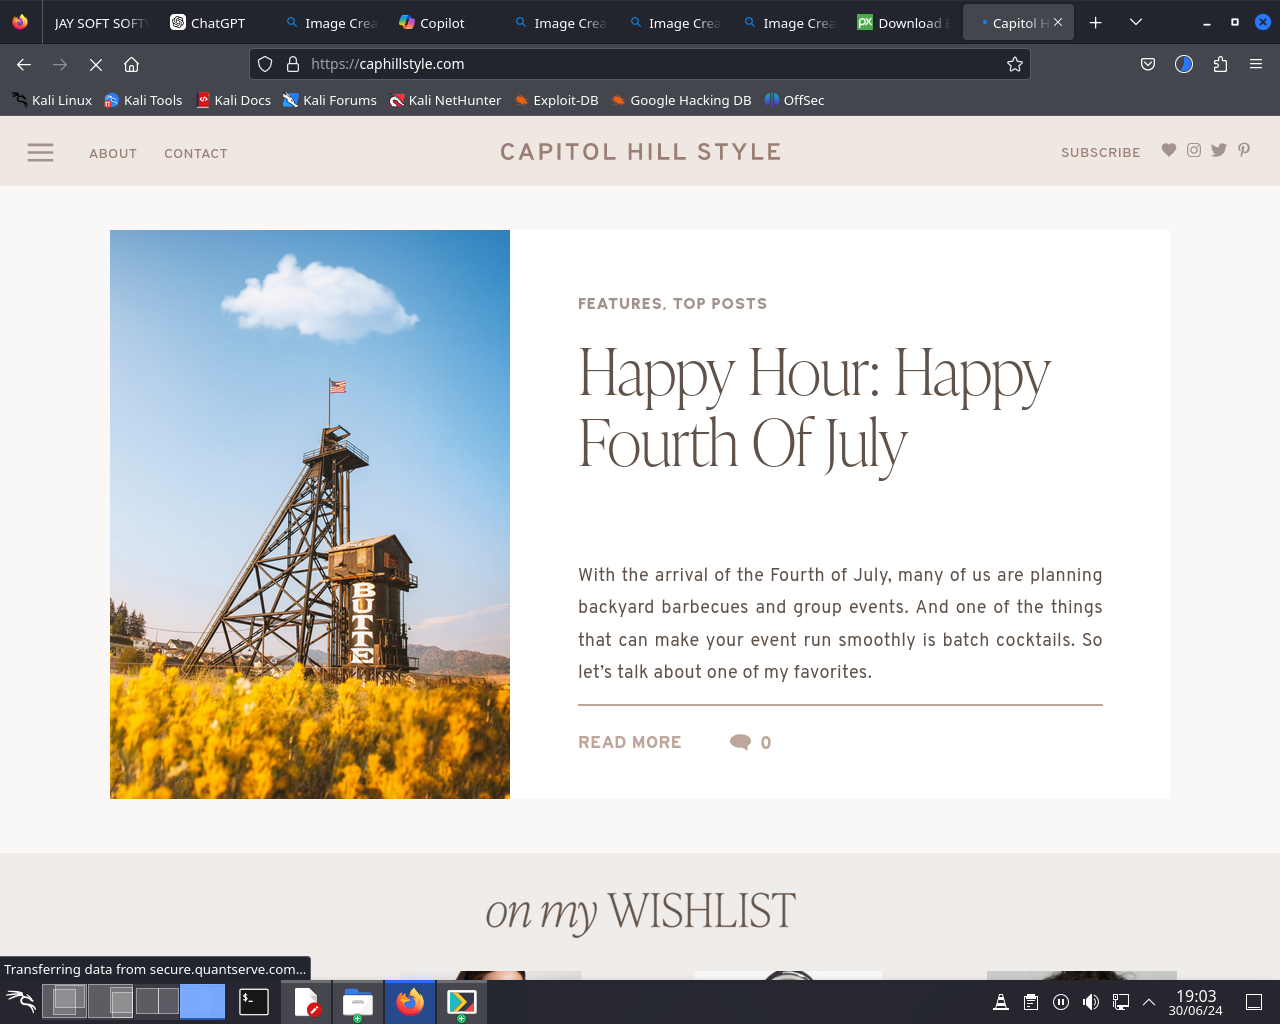 JAY SOFT SOFT
ChatGPT
Image Crea
Copilot
Image Crea
Image Crea
Image Crea
Download
Capitol H
https://caphillstyle.com
Kali Linux
Kali Tools
Kali Docs
Kali Forums
Kali NetHunter
Exploit-DB
Google Hacking DB
OffSec
ABOUT
CONTACT
CAPITOL HILL STYLE
SUBSCRIBE
BUTTE
FEATURES, TOP POSTS
Happy Hour: Happy
Fourth Of July
With the arrival of the Fourth of July, many of us are planning
backyard barbecues and group events. And one of the things
that can make your event run smoothly is batch cocktails. So
let's talk about one of my favorites.
READ MORE
0
on my WISHLIST
Transferring data from secure.quantserve.com...
19:03
30/06/24